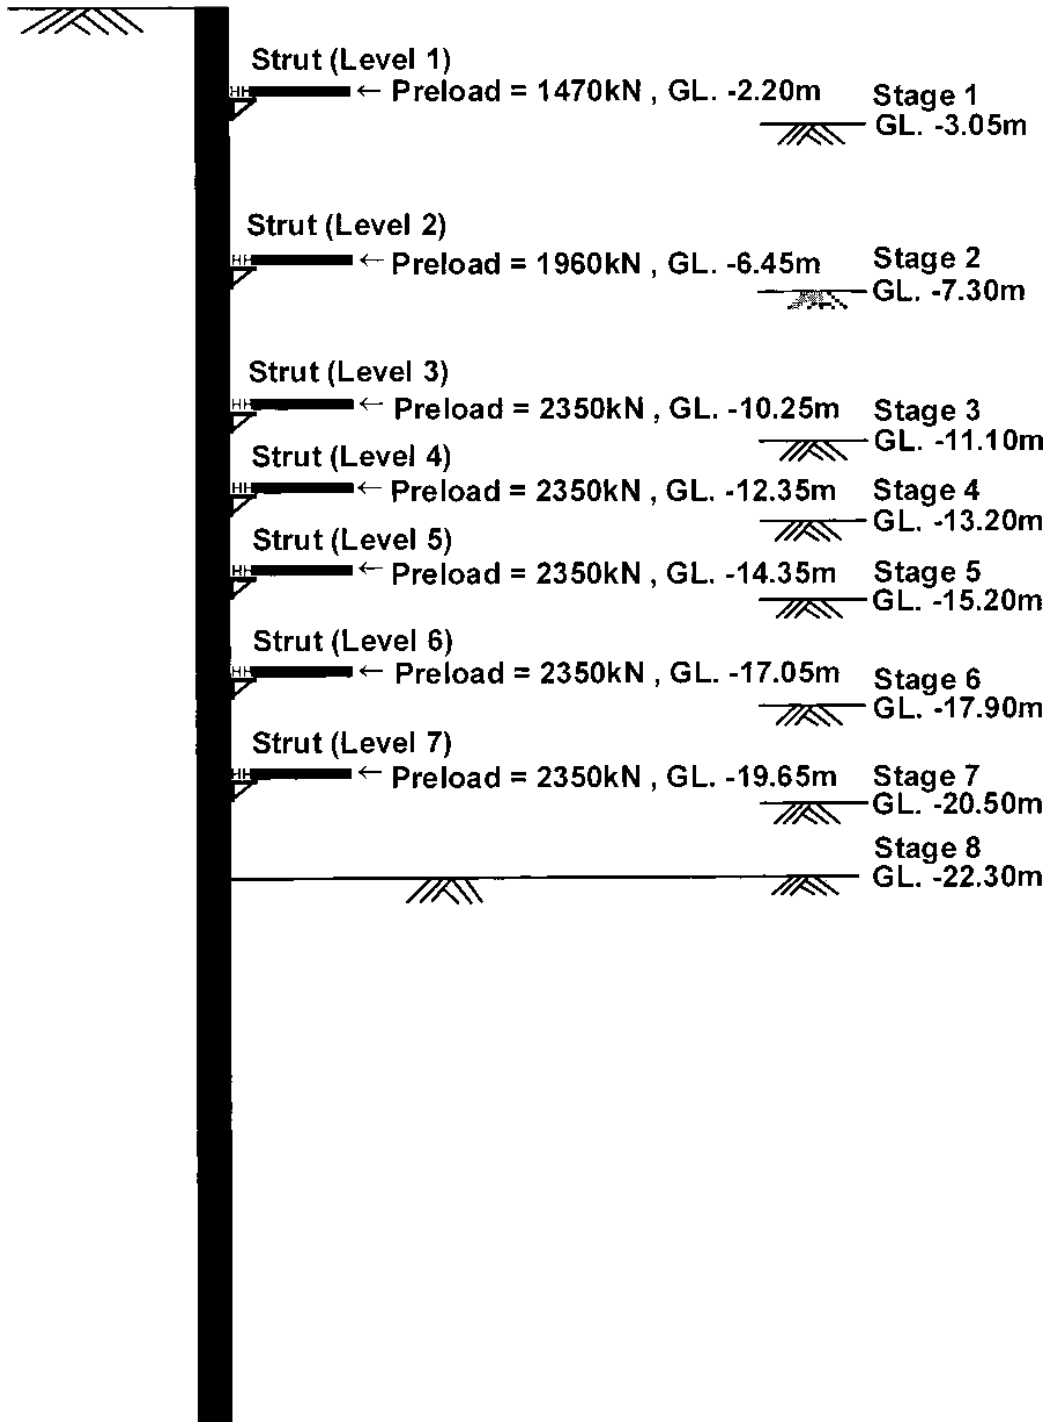 Strut (Level 1)
← Preload = 1470kN , GL. -2.20m
Stage 1
GL. -3.05m
Strut (Level 2)
← Preload = 1960kN , GL. -6.45m
Stage 2
GL. -7.30m
Strut (Level 3)
← Preload = 2350kN , GL. -10.25m
Stage 3
GL. -11.10m
Strut (Level 4)
← Preload = 2350kN , GL. -12.35m
Stage 4
GL. -13.20m
Strut (Level 5)
← Preload = 2350kN , GL. -14.35m
Stage 5
GL. -15.20m
Strut (Level 6)
← Preload = 2350kN , GL. -17.05m
Stage 6
GL. -17.90m
Strut (Level 7)
← Preload = 2350kN , GL. -19.65m
Stage 7
GL. -20.50m
Stage 8
GL. -22.30m